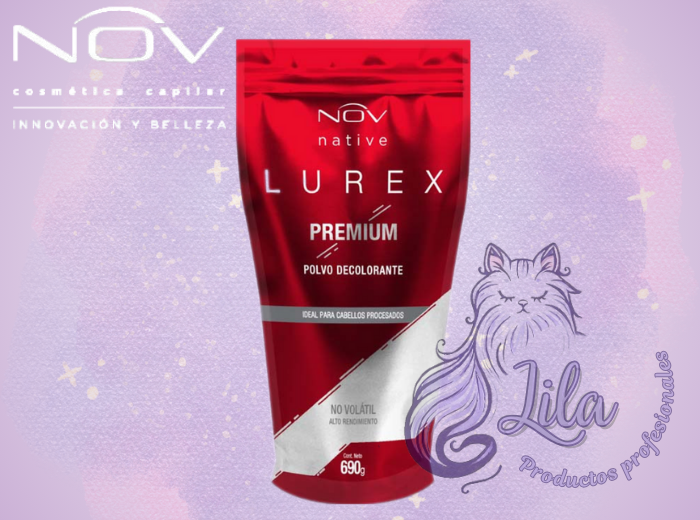 NOV
cosmética capilar
INNOVACIÓN Y BELLEZA
NOV
native
LUREX
PREMIUM
POLVO DECOLORANTE
IDEAL PARA CABELLOS PROCESADOS
NO VOLÁTIL
ALTO RENDIMIENTO
Cont. Neto
690g
Lila
Productos profesionales